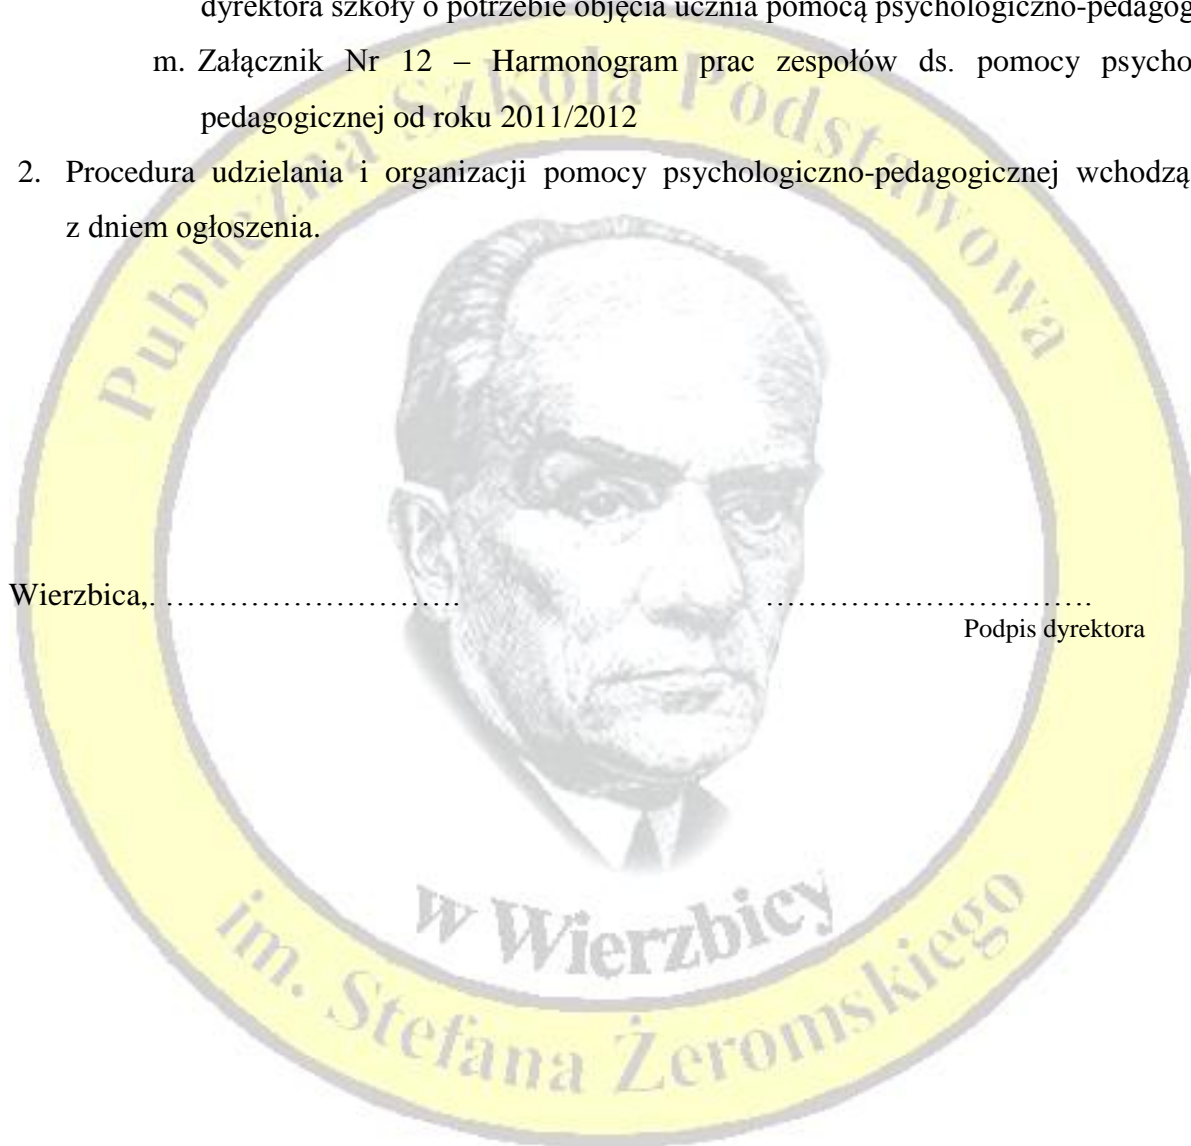 dyrektora szkoły o potrzebie objęcia ucznia pomocą psychologiczno-pedagog
m. Załącznik Nr 12 – Harmonogram prac zespołów ds. pomocy psycho
pedagogicznej od roku 2011/2012
2. Procedura udzielania i organizacji pomocy psychologiczno-pedagogicznej wchodzą
z dniem ogłoszenia.
Publiczna Szkoła Podstawowa
Wierzbica,. ……………………….
………………………….
Podpis dyrektora
w Wierzbicy
im. Stefana Żeromskiego